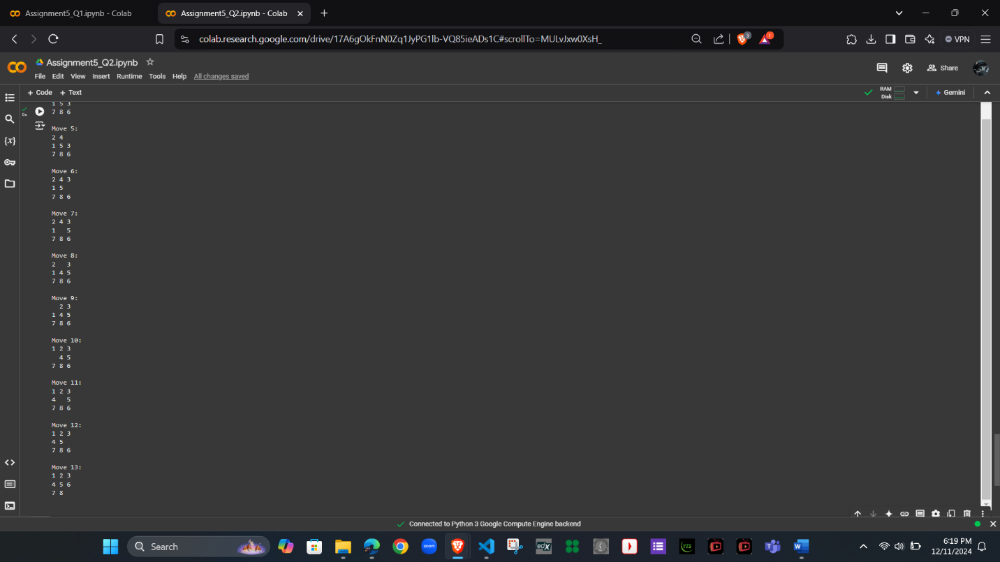 Assignment5_Q1.ipynb - Colab
Assignment5_Q2.ipynb - Colab
colab.research.google.com/drive/17A6gOkFnN0Zq1JyPG1lb-VQ85ieADs1C#scrollTo=MULvJxw0XsH_
3
1
VPN
Assignment5_Q2.ipynb
File Edit View Insert Runtime Tools Help All changes saved
Share
+ Code + Text
RAM
Disk
Gemini
0s
1 5 3
7 8 6
Move 5:
2 4
1 5 3
7 8 6
Move 6:
2 4 3
1 5
7 8 6
Move 7:
2 4 3
1   5
7 8 6
Move 8:
2   3
1 4 5
7 8 6
Move 9:
  2 3
1 4 5
7 8 6
Move 10:
1 2 3
  4 5
7 8 6
Move 11:
1 2 3
4   5
7 8 6
Move 12:
1 2 3
4 5
7 8 6
Move 13:
1 2 3
4 5 6
7 8
Connected to Python 3 Google Compute Engine backend
Search
zoom
edX
YTS
6:19 PM
12/11/2024